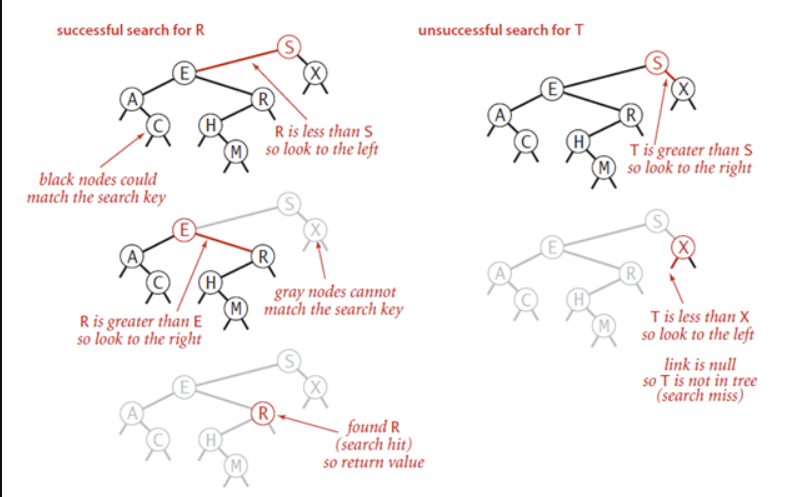 successful search for R
S
E
X
A
R
C
H
M
R is less than S
so look to the left
black nodes could
match the search key
S
E
X
A
R
C
H
M
gray nodes cannot
match the search key
R is greater than E
so look to the right
S
E
X
A
R
C
H
M
found R
(search hit)
so return value
unsuccessful search for T
S
E
X
A
R
C
H
M
T is greater than S
so look to the right
S
E
X
A
R
C
H
M
T is less than X
so look to the left
link is null
so T is not in tree
(search miss)